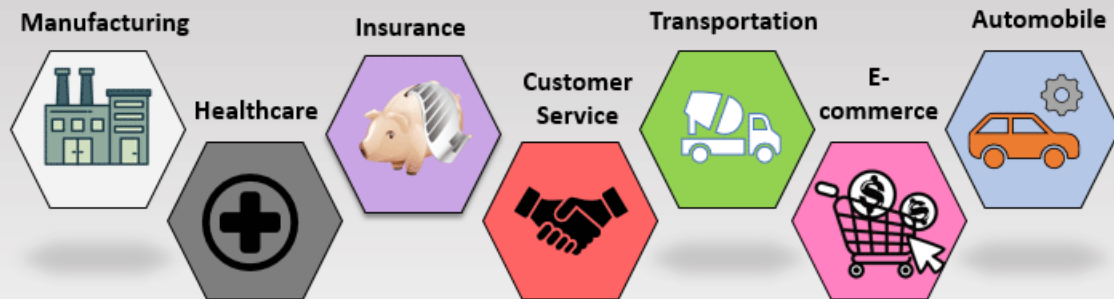 Manufacturing
Healthcare
Insurance
Customer
Service
Transportation
E-
commerce
Automobile